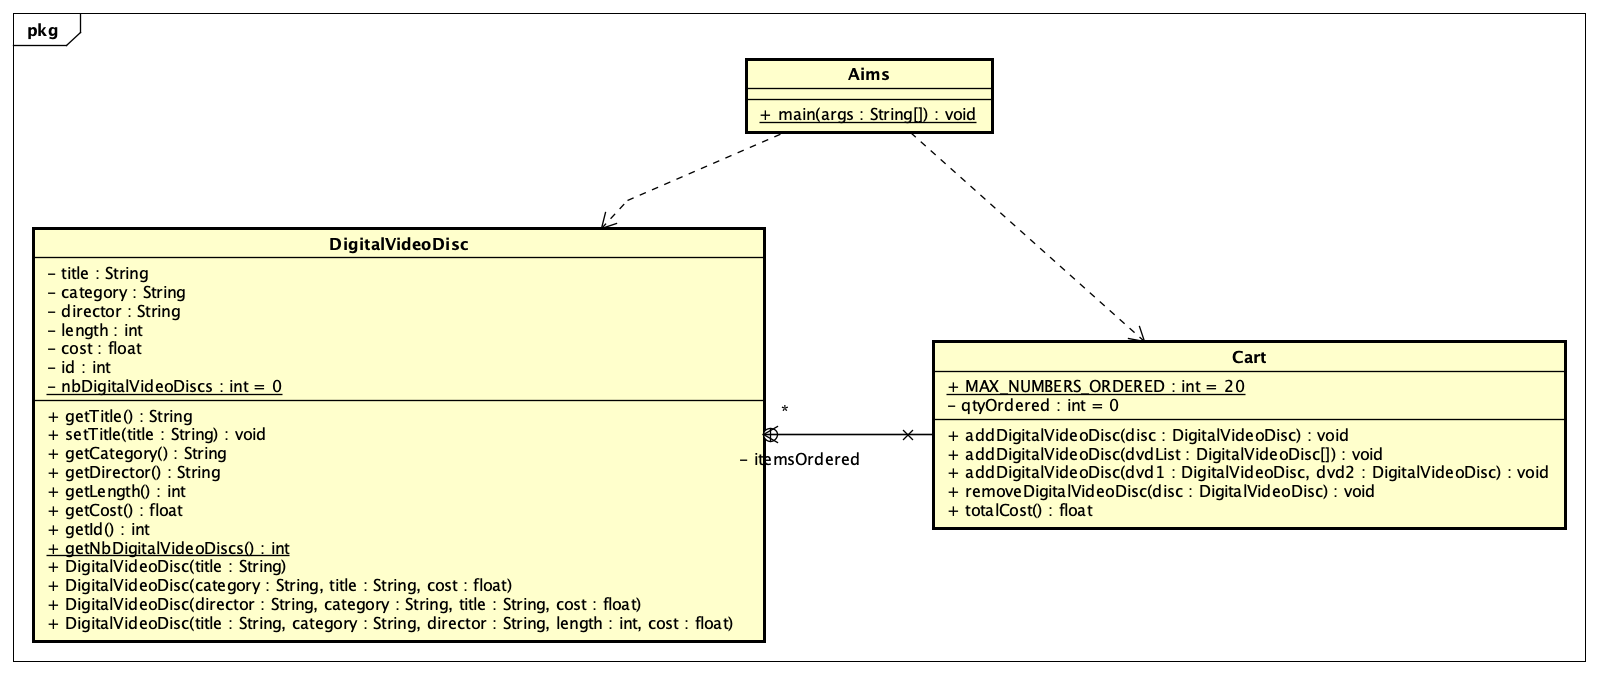 pkg
Aims
+ main(args : String[]) : void
DigitalVideoDisc
- title : String
- category : String
- director : String
- length : int
- cost : float
- id : int
- nbDigitalVideoDiscs : int = 0
+ getTitle() : String
+ setTitle(title : String) : void
+ getCategory() : String
+ getDirector() : String
+ getLength() : int
+ getCost() : float
+ getId() : int
+ getNbDigitalVideoDiscs() : int
+ DigitalVideoDisc(title : String)
+ DigitalVideoDisc(category : String, title : String, cost : float)
+ DigitalVideoDisc(director : String, category : String, title : String, cost : float)
+ DigitalVideoDisc(title : String, category : String, director : String, length : int, cost : float)
*
- itemsOrdered
Cart
+ MAX_NUMBERS_ORDERED : int = 20
- qtyOrdered : int = 0
+ addDigitalVideoDisc(disc : DigitalVideoDisc) : void
+ addDigitalVideoDisc(dvdList : DigitalVideoDisc[]) : void
+ addDigitalVideoDisc(dvd1 : DigitalVideoDisc, dvd2 : DigitalVideoDisc) : void
+ removeDigitalVideoDisc(disc : DigitalVideoDisc) : void
+ totalCost() : float